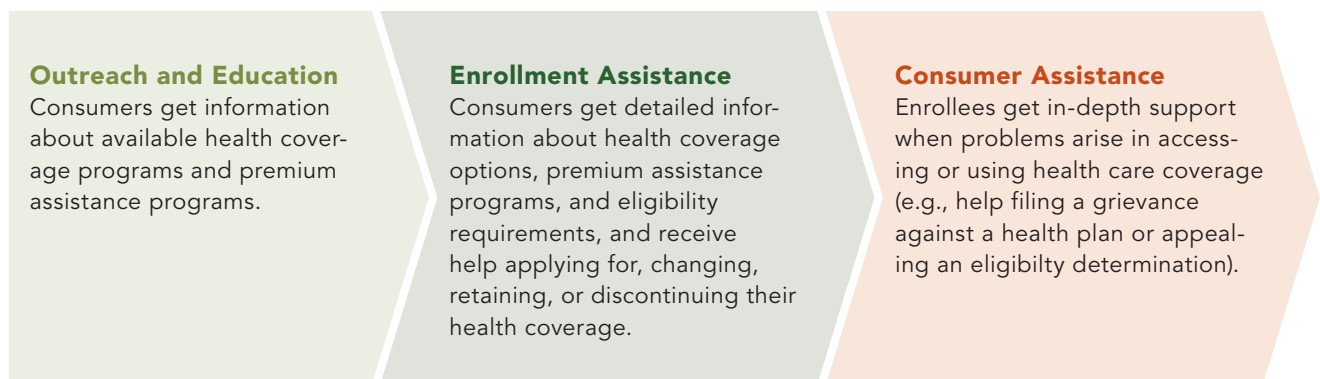 Outreach and Education
Consumers get information
about available health cover-
age programs and premium
assistance programs.
Enrollment Assistance
Consumers get detailed infor-
mation about health coverage
options, premium assistance
programs, and eligibility
requirements, and receive
help applying for, changing,
retaining, or discontinuing their
health coverage.
Consumer Assistance
Enrollees get in-depth support
when problems arise in access-
ing or using health care coverage
(e.g., help filing a grievance
against a health plan or appeal-
ing an eligibilty determination).